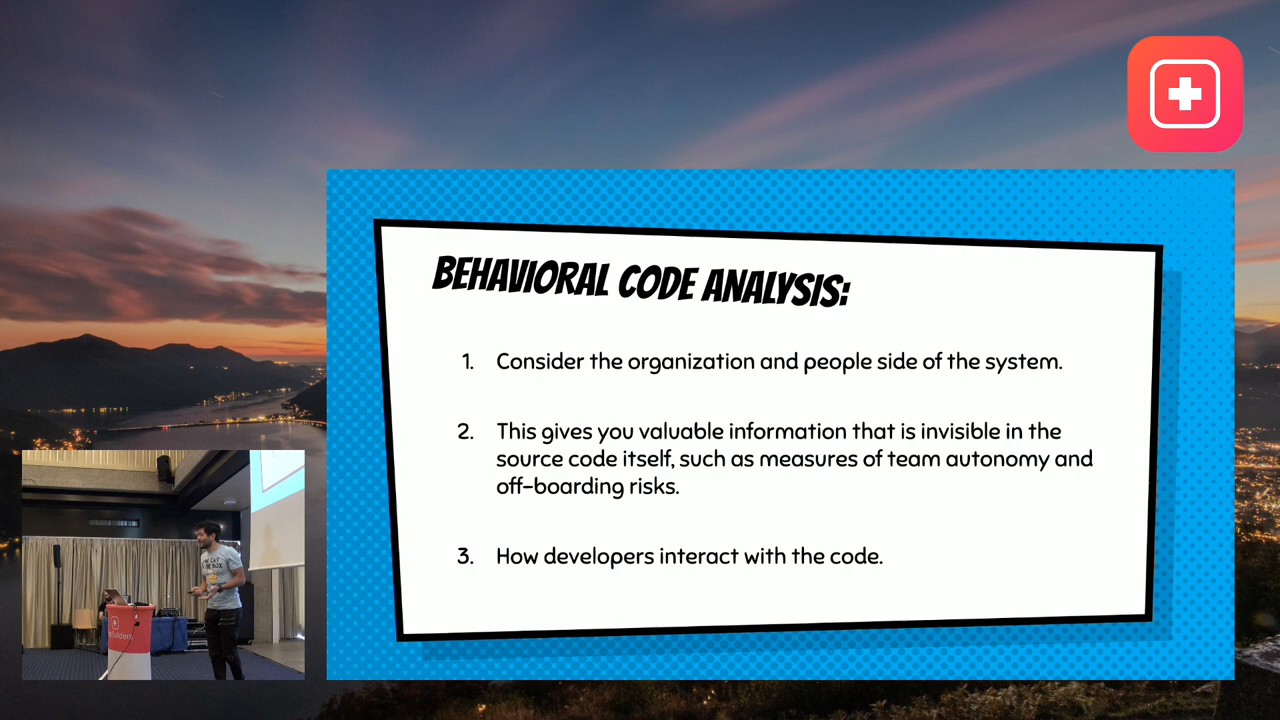 BEHAVIORAL CODE ANALYSIS:
1. Consider the organization and people side of the system.
2. This gives you valuable information that is invisible in the
source code itself, such as measures of team autonomy and
off-boarding risks.
3. How developers interact with the code.